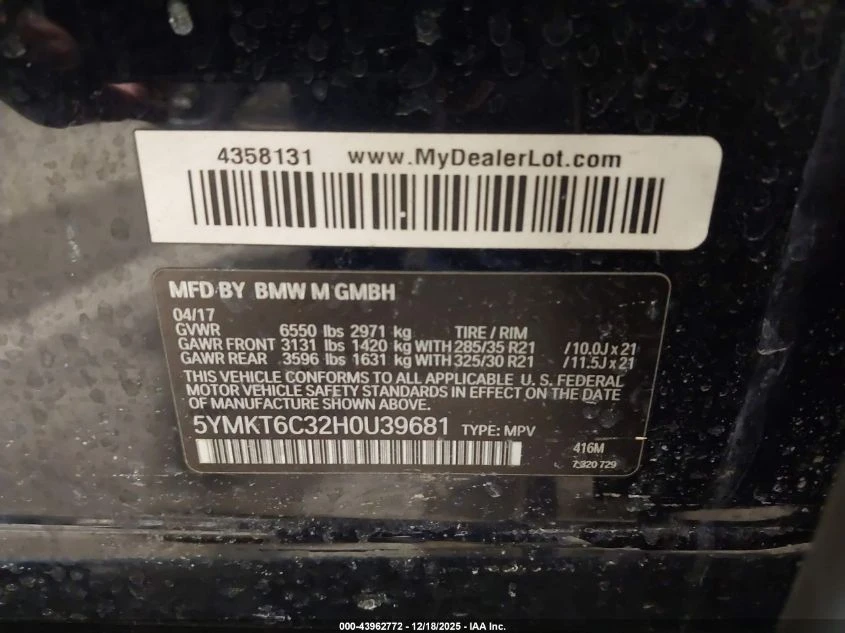 4358131 www.MyDealerLot.com
MFD BY BMW M GMBH
04/17
GVWR 6550 lbs 2971 kg TIRE / RIM
GAWR FRONT 3131 lbs 1420 kg WITH 285/35 R21 /10.0J x 21
GAWR REAR 3596 lbs 1631 kg WITH 325/30 R21 /11.5J x 21
THIS VEHICLE CONFORMS TO ALL APPLICABLE U. S. FEDERAL
MOTOR VEHICLE SAFETY STANDARDS IN EFFECT ON THE DATE
OF MANUFACTURE SHOWN ABOVE.
5YMKT6C32H0U39681 TYPE: MPV
416M
7 320 729
000-43962772 – 12/18/2025 – IAA Inc.